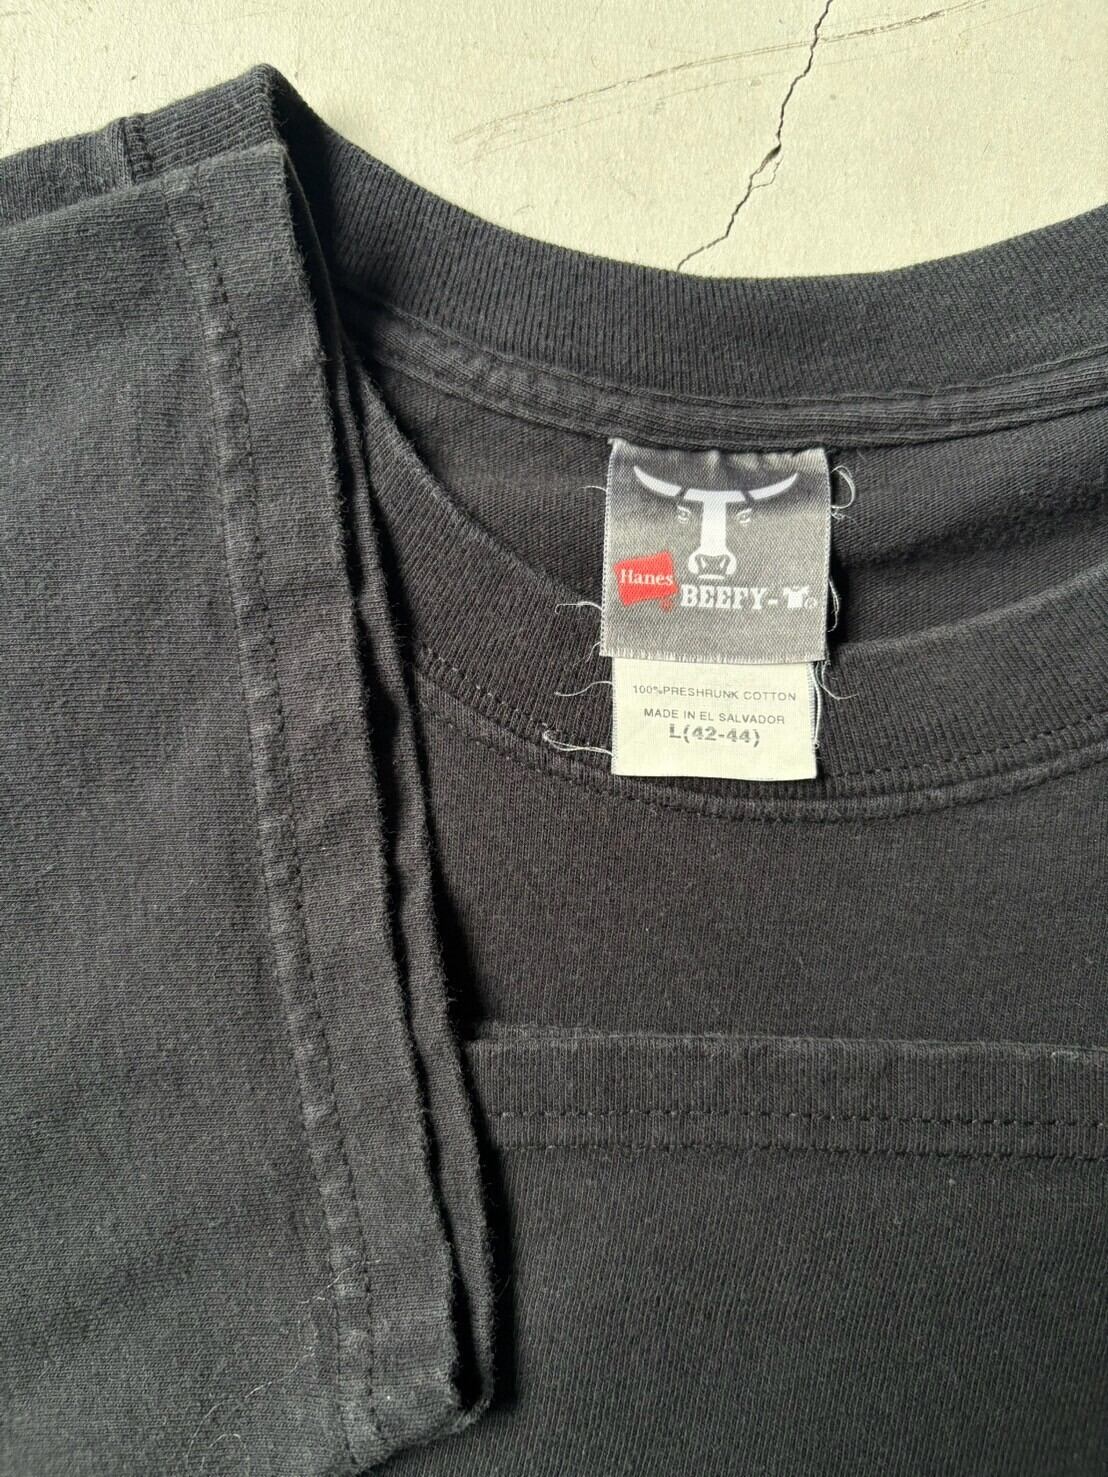 Hanes
BEEFY-T
100%PRESHRUNK COTTON
MADE IN EL SALVADOR
L(42-44)